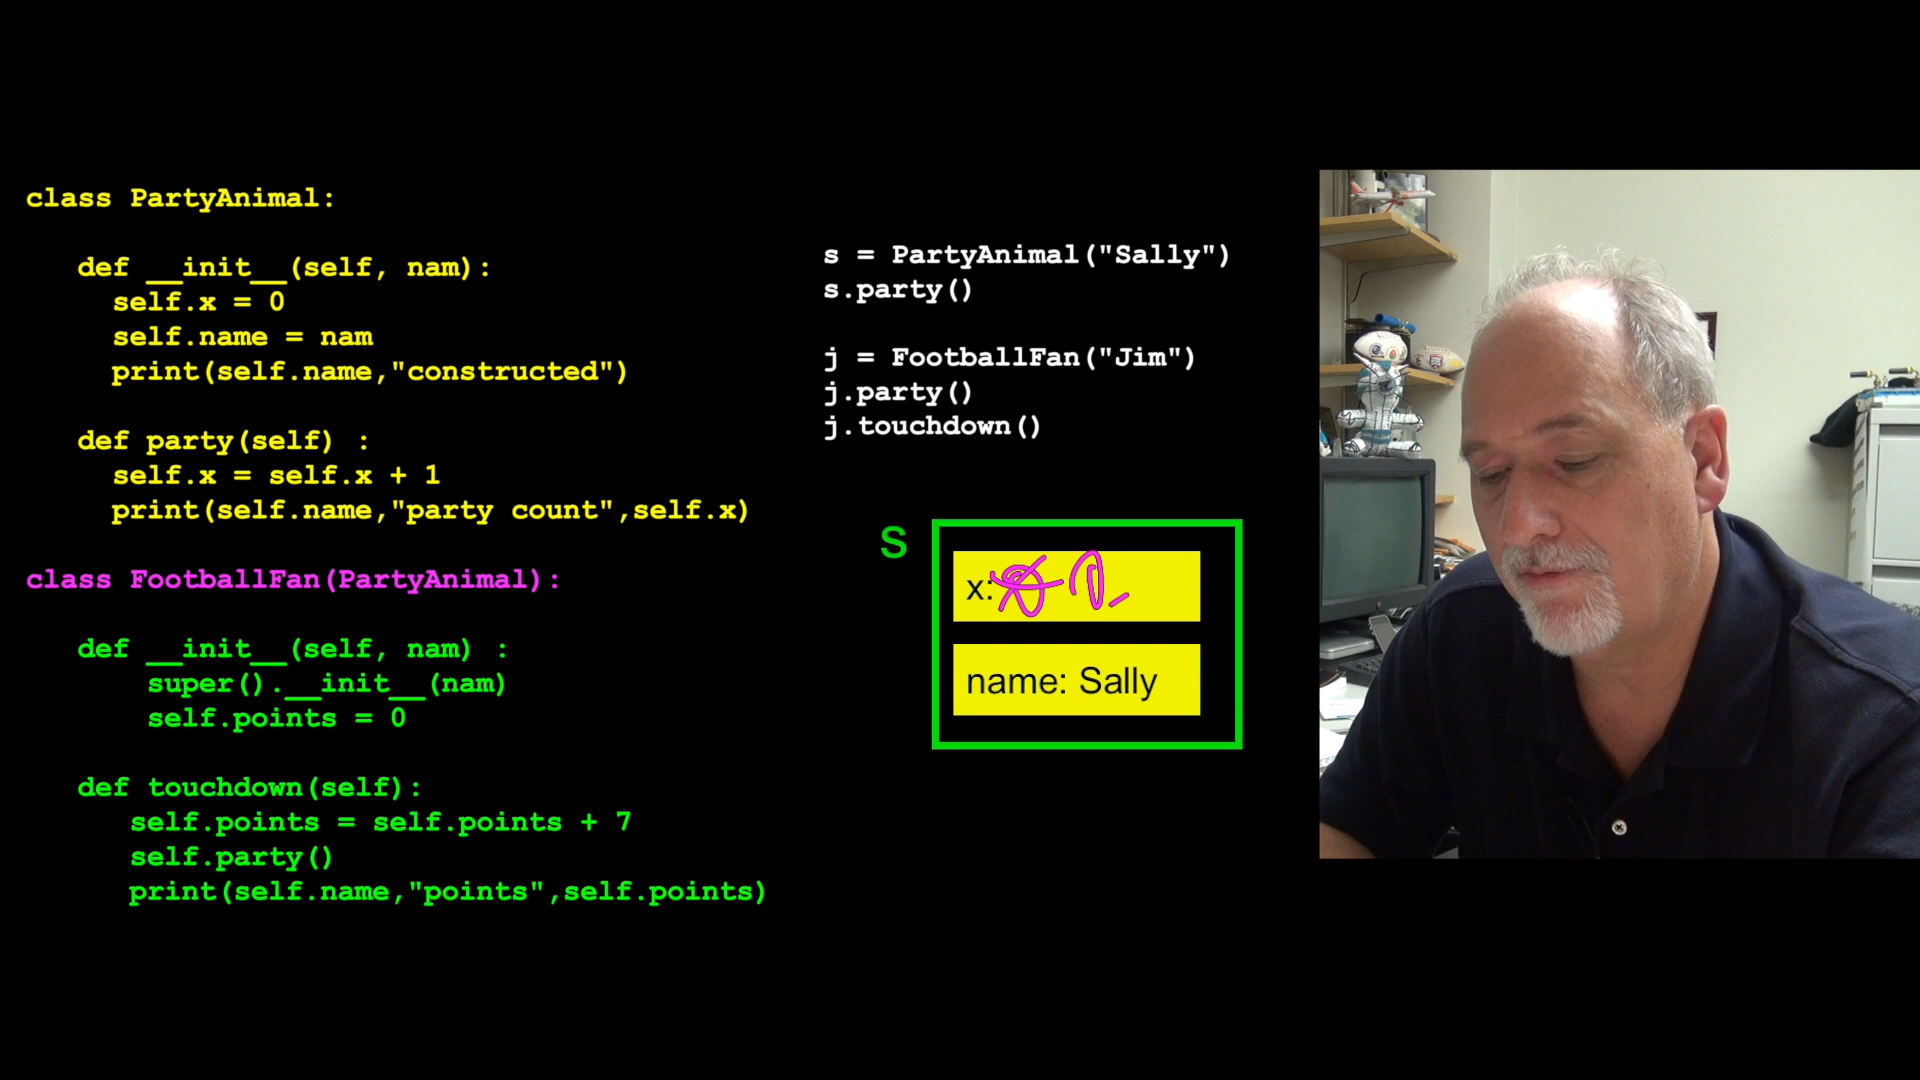 class PartyAnimal:
def __init__(self, nam):
self.x = 0
self.name = nam
print(self.name,"constructed")
def party(self) :
self.x = self.x + 1
print(self.name,"party count",self.x)
class FootballFan(PartyAnimal):
def __init__(self, nam) :
super().__init__(nam)
self.points = 0
def touchdown(self):
self.points = self.points + 7
self.party()
print(self.name,"points",self.points)
s = PartyAnimal("Sally")
s.party()
j = FootballFan("Jim")
j.party()
j.touchdown()
S
x:
name: Sally